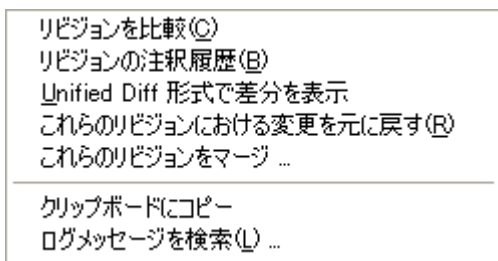 リビジョンを比較(C)
リビジョンの注釈履歴(B)
Unified Diff 形式で差分を表示
これらのリビジョンにおける変更を元に戻す(R)
これらのリビジョンをマージ ...
クリップボードにコピー
ログメッセージを検索(L) ...